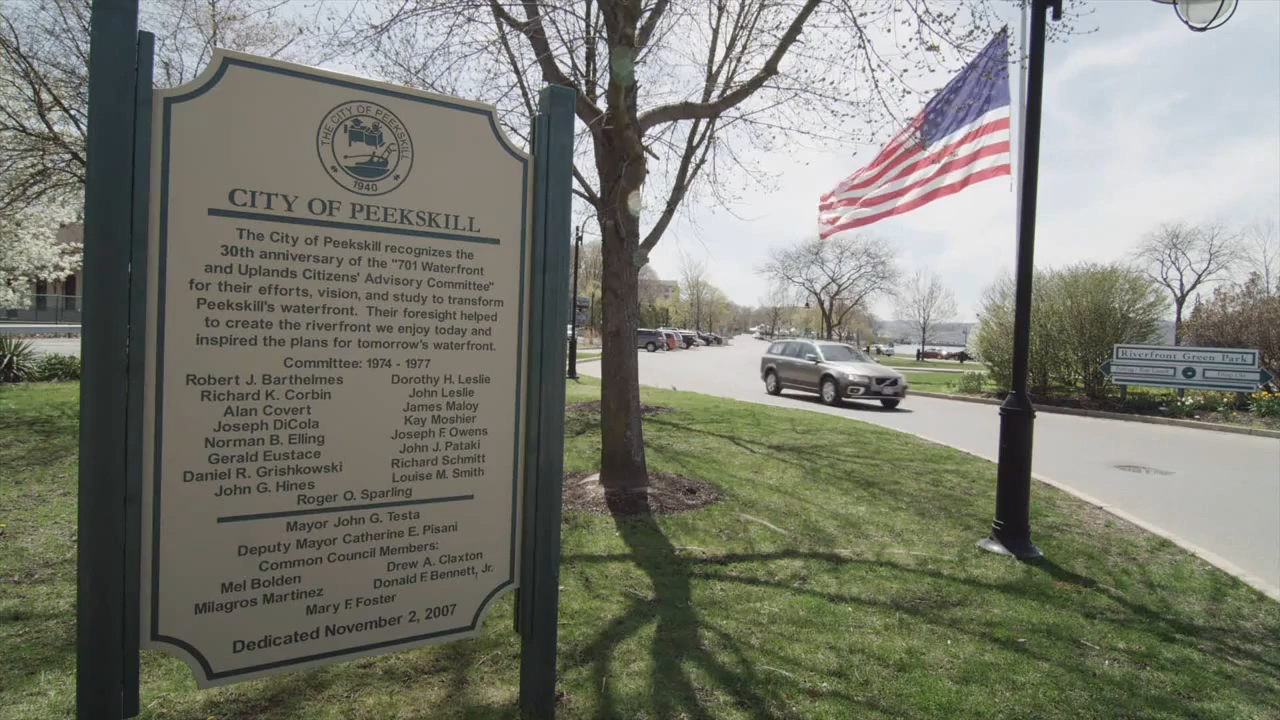 THE CITY OF PEEKSKILL
1940
CITY OF PEEKSKILL
The City of Peekskill recognizes the
30th anniversary of the "701 Waterfront
and Uplands Citizens' Advisory Committee"
for their efforts, vision, and study to transform
Peekskill's waterfront. Their foresight helped
to create the riverfront we enjoy today and
inspired the plans for tomorrow's waterfront.
Committee: 1974 - 1977
Robert J. Barthelmes
Richard K. Corbin
Alan Covert
Joseph DiCola
Norman B. Elling
Gerald Eustace
Daniel R. Grishkowski
John G. Hines
Dorothy H. Leslie
John Leslie
James Maloy
Kay Moshier
Joseph F. Owens
John J. Pataki
Richard Schmitt
Louise M. Smith
Roger O. Sparling
Mayor John G. Testa
Deputy Mayor Catherine E. Pisani
Common Council Members:
Mel Bolden
Milagros Martinez
Drew A. Claxton
Donald F. Bennett, Jr.
Mary F. Foster
Dedicated November 2, 2007
Riverfront Green Park